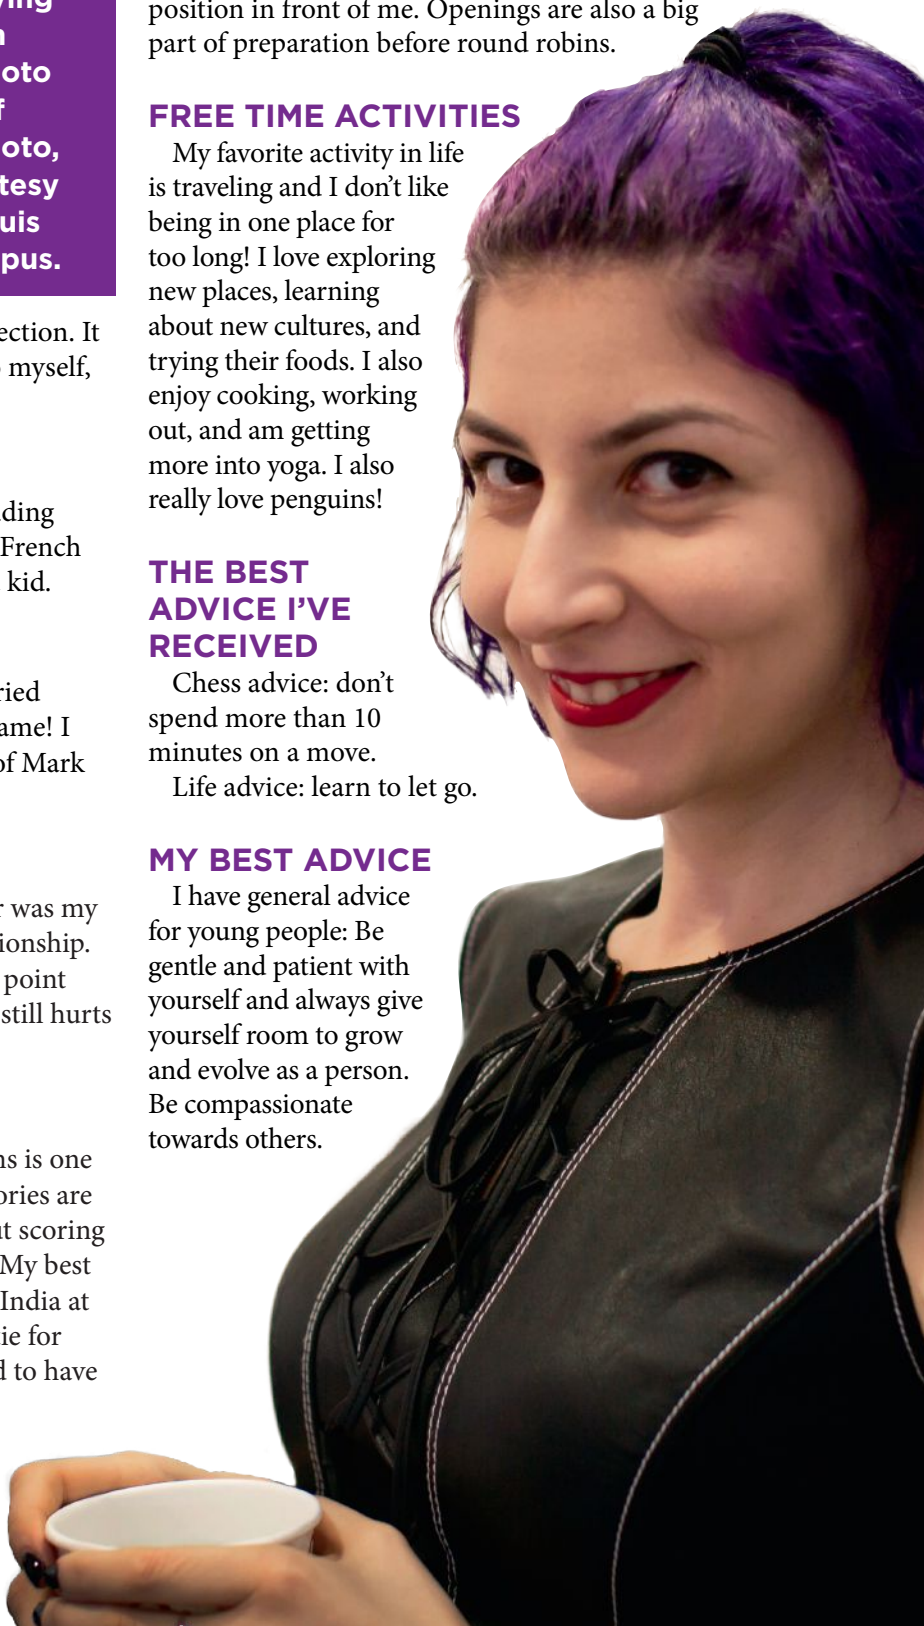 ying
n
oto
f
oto,
tesy
uis
pus.
ection. It
myself,
ding
French
kid.
ried
ame! I
of Mark
r was my
ionship.
point
still hurts
ns is one
ories are
ut scoring
My best
India at
tie for
d to have
position in front of me. Openings are also a big
part of preparation before round robins.
FREE TIME ACTIVITIES
My favorite activity in life
is traveling and I don’t like
being in one place for
too long! I love exploring
new places, learning
about new cultures, and
trying their foods. I also
enjoy cooking, working
out, and am getting
more into yoga. I also
really love penguins!
THE BEST
ADVICE I’VE
RECEIVED
Chess advice: don’t
spend more than 10
minutes on a move.
Life advice: learn to let go.
MY BEST ADVICE
I have general advice
for young people: Be
gentle and patient with
yourself and always give
yourself room to grow
and evolve as a person.
Be compassionate
towards others.